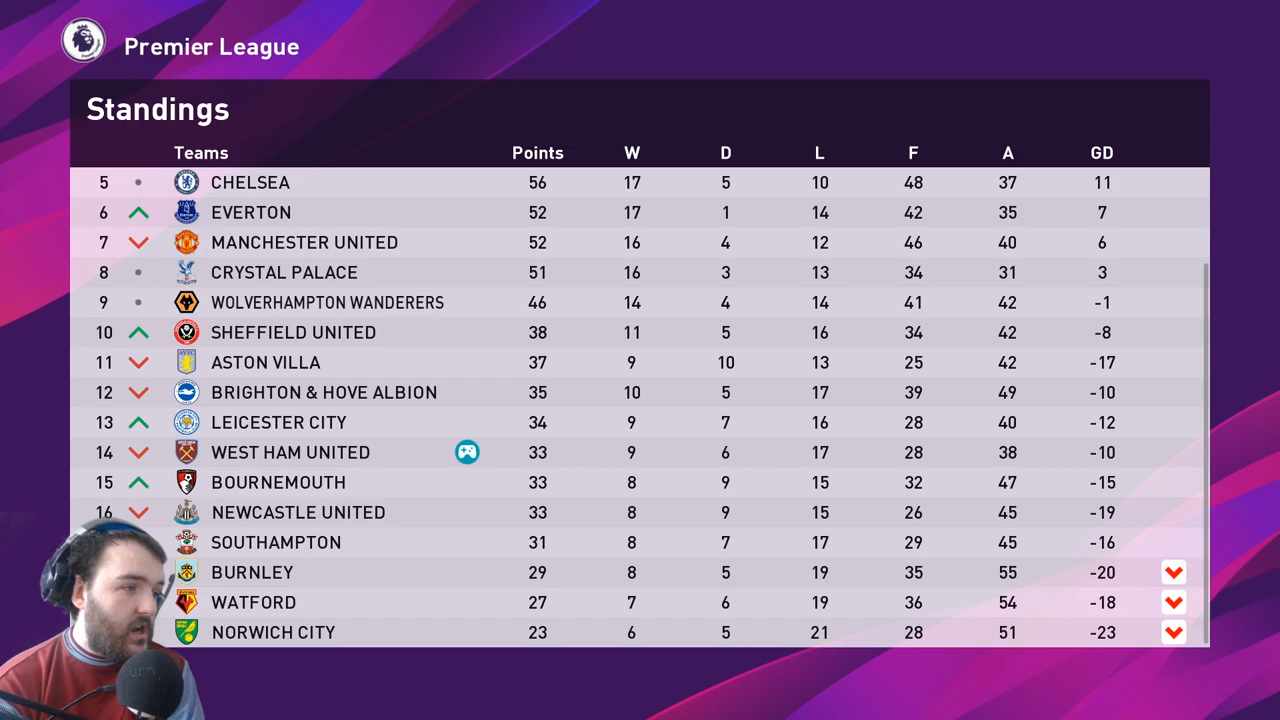 Premier League
Standings
Teams Points W D L F A GD
5 CHELSEA 56 17 5 10 48 37 11
6 EVERTON 52 17 1 14 42 35 7
7 MANCHESTER UNITED 52 16 4 12 46 40 6
8 CRYSTAL PALACE 51 16 3 13 34 31 3
9 WOLVERHAMPTON WANDERERS 46 14 4 14 41 42 -1
10 SHEFFIELD UNITED 38 11 5 16 34 42 -8
11 ASTON VILLA 37 9 10 13 25 42 -17
12 BRIGHTON & HOVE ALBION 35 10 5 17 39 49 -10
13 LEICESTER CITY 34 9 7 16 28 40 -12
14 WEST HAM UNITED 33 9 6 17 28 38 -10
15 BOURNEMOUTH 33 8 9 15 32 47 -15
16 NEWCASTLE UNITED 33 8 9 15 26 45 -19
SOUTHAMPTON 31 8 7 17 29 45 -16
BURNLEY 29 8 5 19 35 55 -20
WATFORD 27 7 6 19 36 54 -18
NORWICH CITY 23 6 5 21 28 51 -23